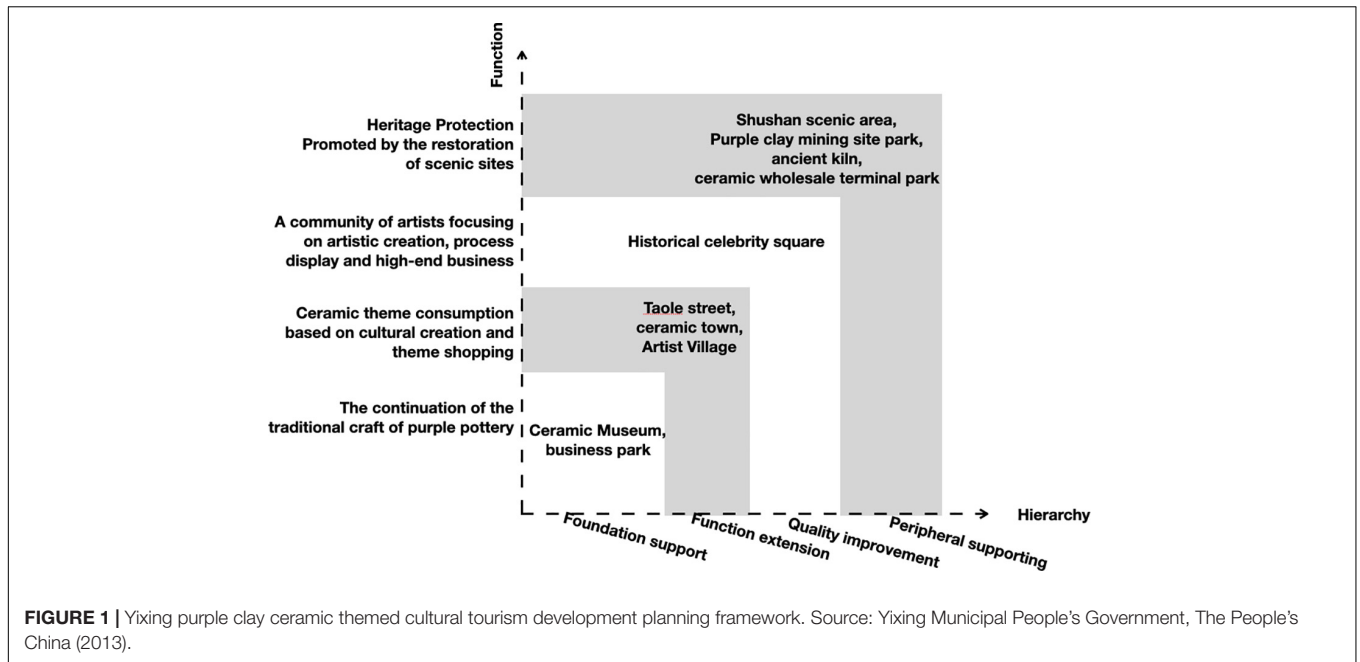 Function
Heritage Protection
Promoted by the restoration
of scenic sites
Shushan scenic area,
Purple clay mining site park,
ancient kiln,
ceramic wholesale terminal park
A community of artists focusing
on artistic creation, process
display and high-end business
Historical celebrity square
Ceramic theme consumption
based on cultural creation and
theme shopping
Taole street,
ceramic town,
Artist Village
The continuation of the
traditional craft of purple pottery
Ceramic Museum,
business park
Hierarchy
Foundation support
Function extension
Quality improvement
Peripheral supporting
FIGURE 1 | Yixing purple clay ceramic themed cultural tourism development planning framework. Source: Yixing Municipal People’s Government, The People’s
China (2013).